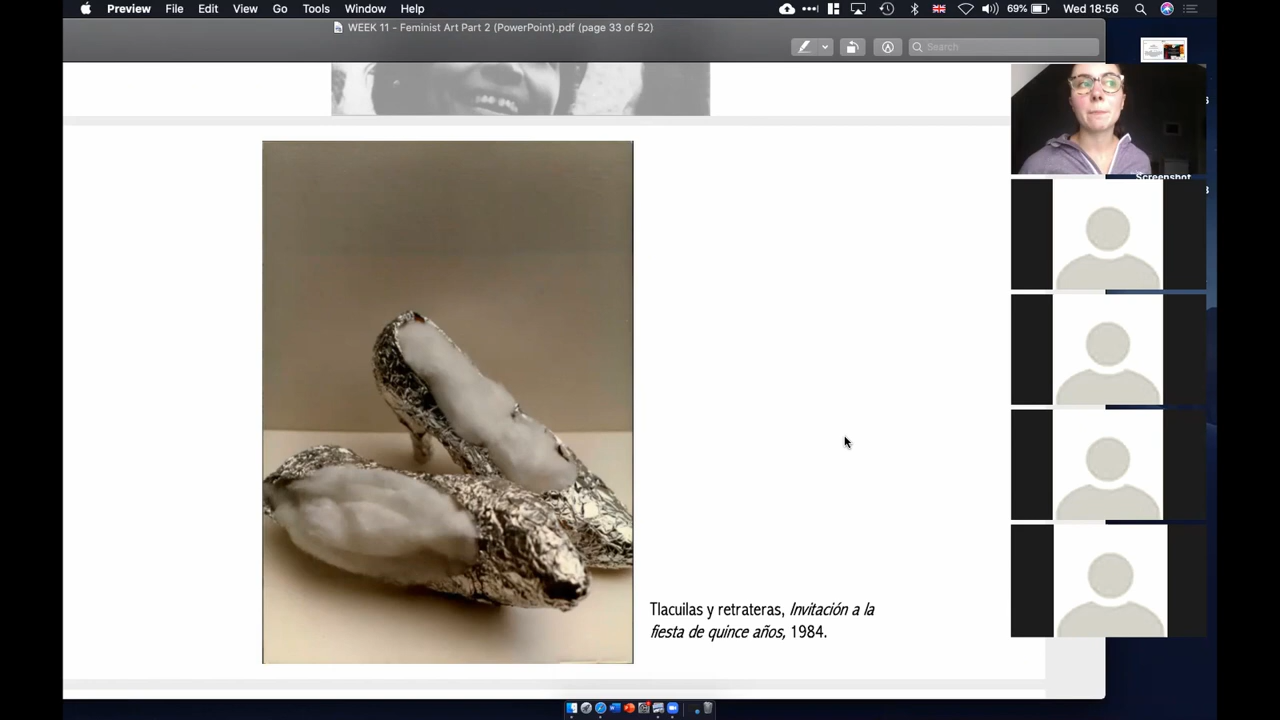 Preview File Edit View Go Tools Window Help
69% Wed 18:56
WEEK 11 - Feminist Art Part 2 (PowerPoint).pdf (page 33 of 52)
Search
Screenshot
Tlacuilas y retrateras, Invitación a la
fiesta de quince años, 1984.